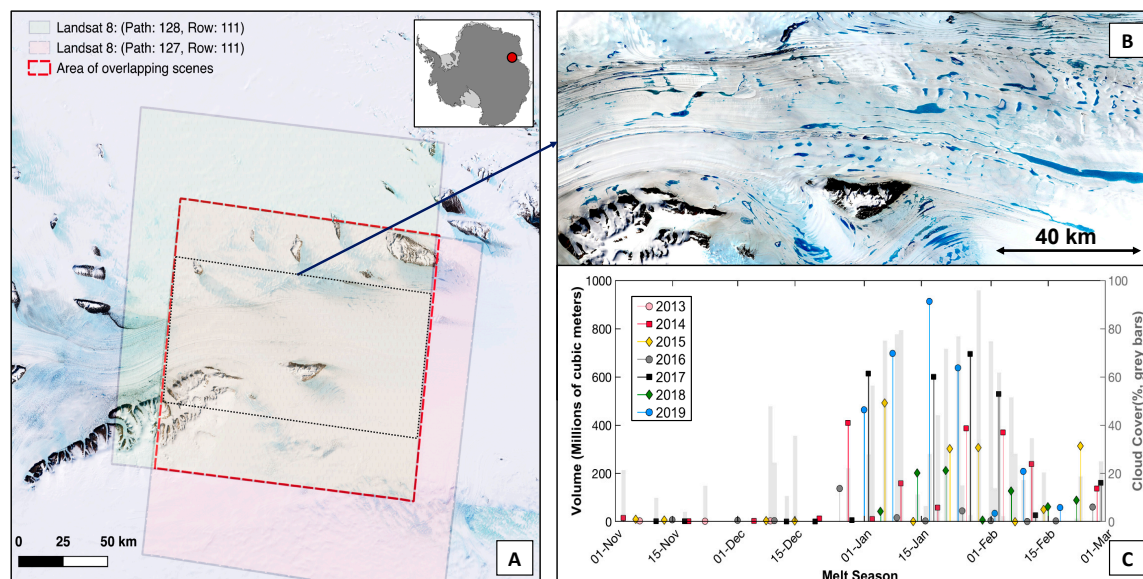 Landsat 8: (Path: 128, Row: 111)
Landsat 8: (Path: 127, Row: 111)
Area of overlapping scenes
0 25 50 km
A
B
40 km
1000
800
600
400
200
0
Volume (Millions of cubic meters)
2013
2014
2015
2016
2017
2018
2019
100
80
60
40
20
0
Cloud Cover(%, grey bars)
01-Nov
15-Nov
01-Dec
15-Dec
01-Jan
15-Jan
01-Feb
15-Feb
01-Mar
Melt Season
C